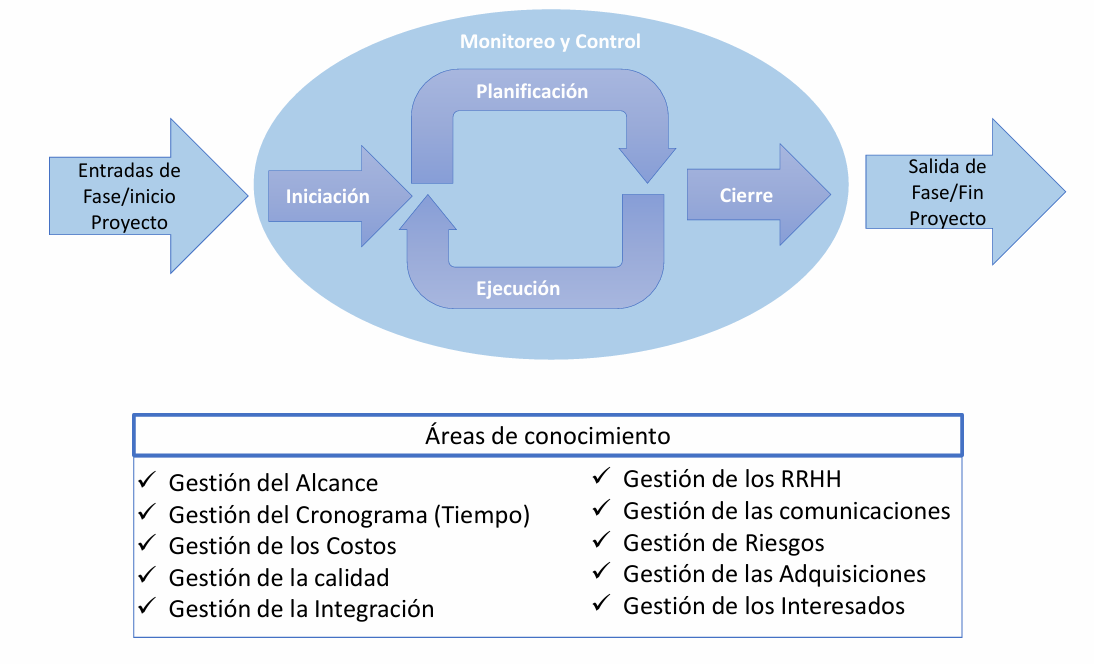 Monitoreo y Control
Planificación
Entradas de
Fase/inicio
Proyecto
Iniciación
Cierre
Salida de
Fase/Fin
Proyecto
Ejecución
Áreas de conocimiento
✓ Gestión del Alcance
✓ Gestión del Cronograma (Tiempo)
✓ Gestión de los Costos
✓ Gestión de la calidad
✓ Gestión de la Integración
✓ Gestión de los RRHH
✓ Gestión de las comunicaciones
✓ Gestión de Riesgos
✓ Gestión de las Adquisiciones
✓ Gestión de los Interesados